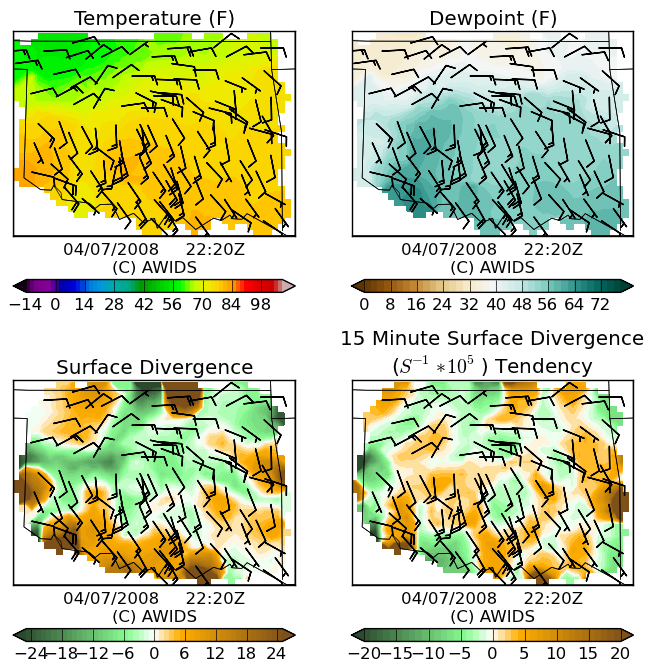 Temperature (F)
Dewpoint (F)
04/07/2008 22:20Z
(C) AWIDS
04/07/2008 22:20Z
(C) AWIDS
−14 0 14 28 42 56 70 84 98
0 8 16 24 32 40 48 56 64 72
Surface Divergence
15 Minute Surface Divergence
(S⁻¹ *10⁵ ) Tendency
04/07/2008 22:20Z
(C) AWIDS
04/07/2008 22:20Z
(C) AWIDS
−24−18−12 −6 0 6 12 18 24
−20−15−10 −5 0 5 10 15 20